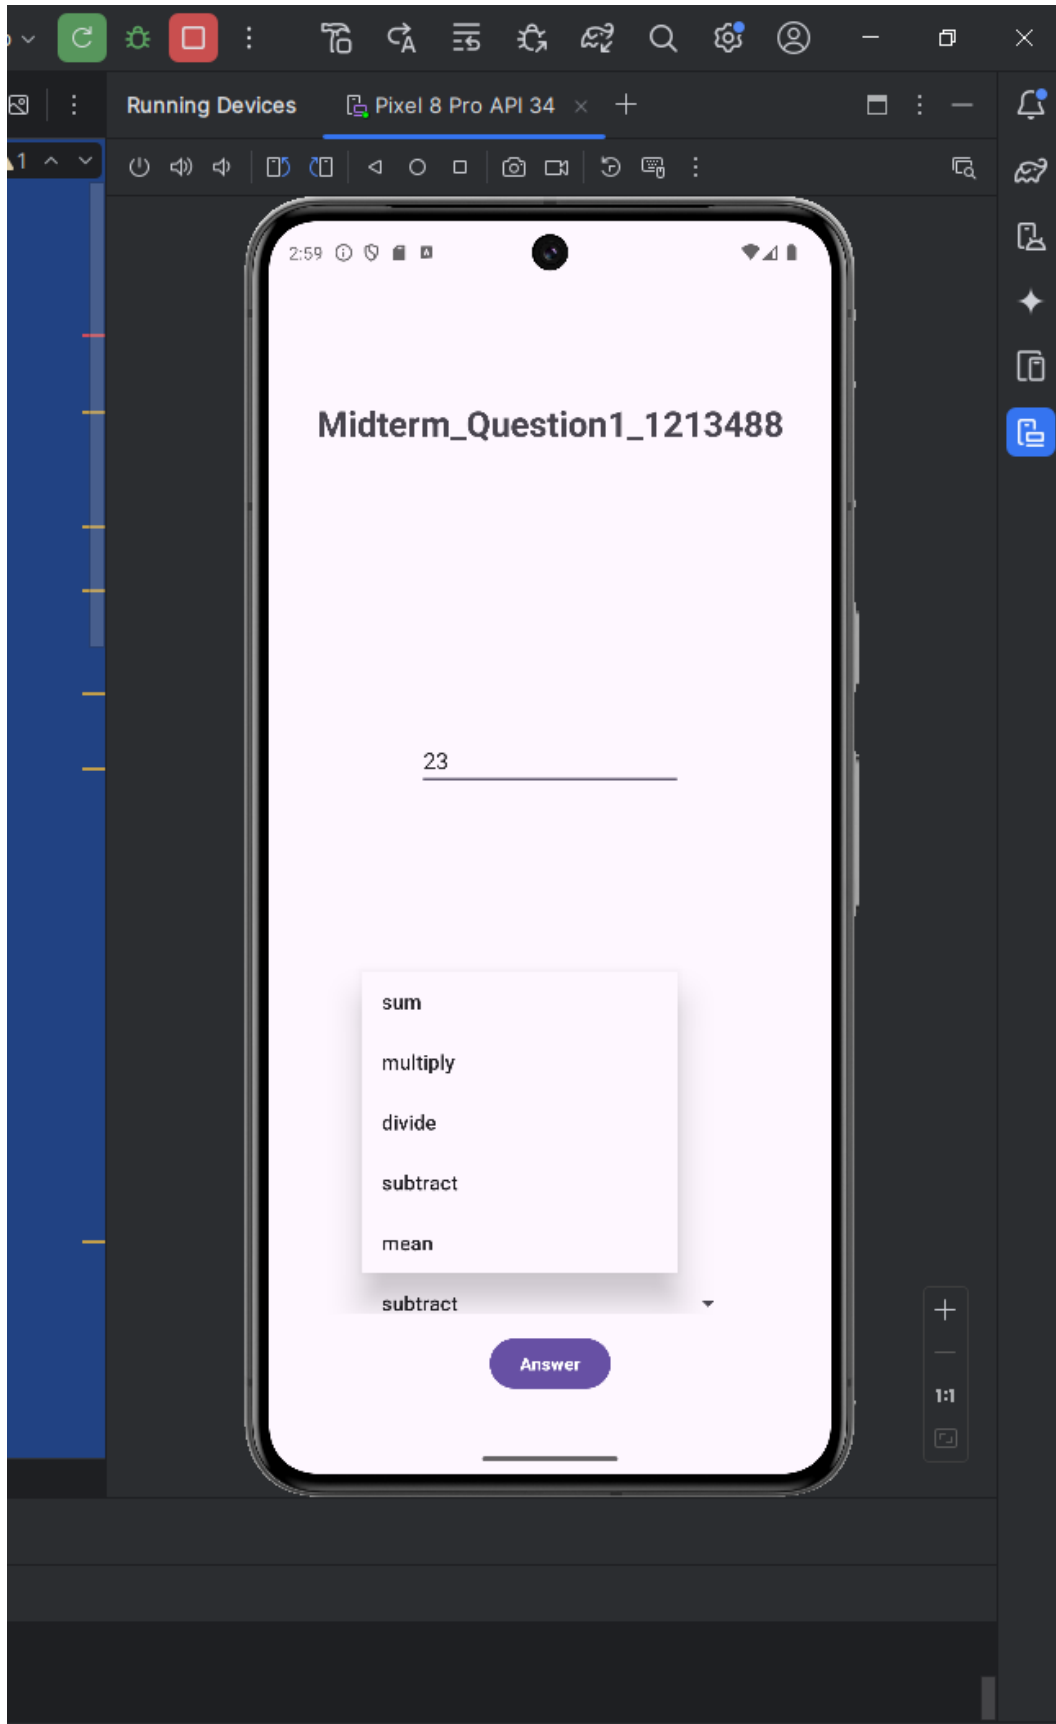 Running Devices
Pixel 8 Pro API 34
1
2:59
Midterm_Question1_1213488
23
sum
multiply
divide
subtract
mean
subtract
Answer
1:1